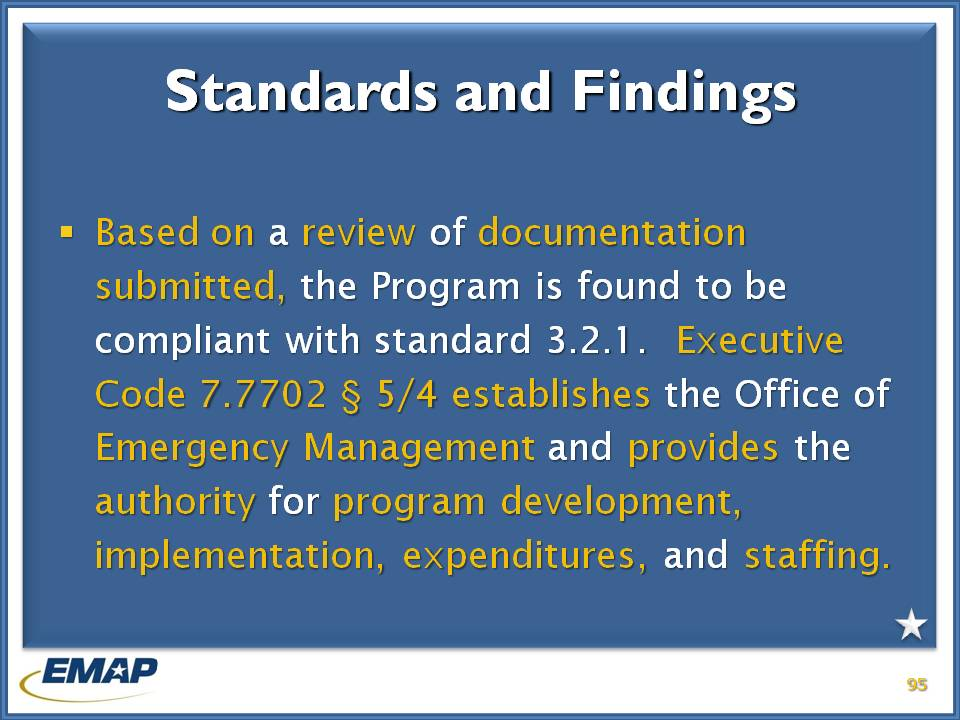 Standards and Findings
▪ Based on a review of documentation
submitted, the Program is found to be
compliant with standard 3.2.1.  Executive
Code 7.7702 § 5/4 establishes the Office of
Emergency Management and provides the
authority for program development,
implementation, expenditures, and staffing.
EMAP
95